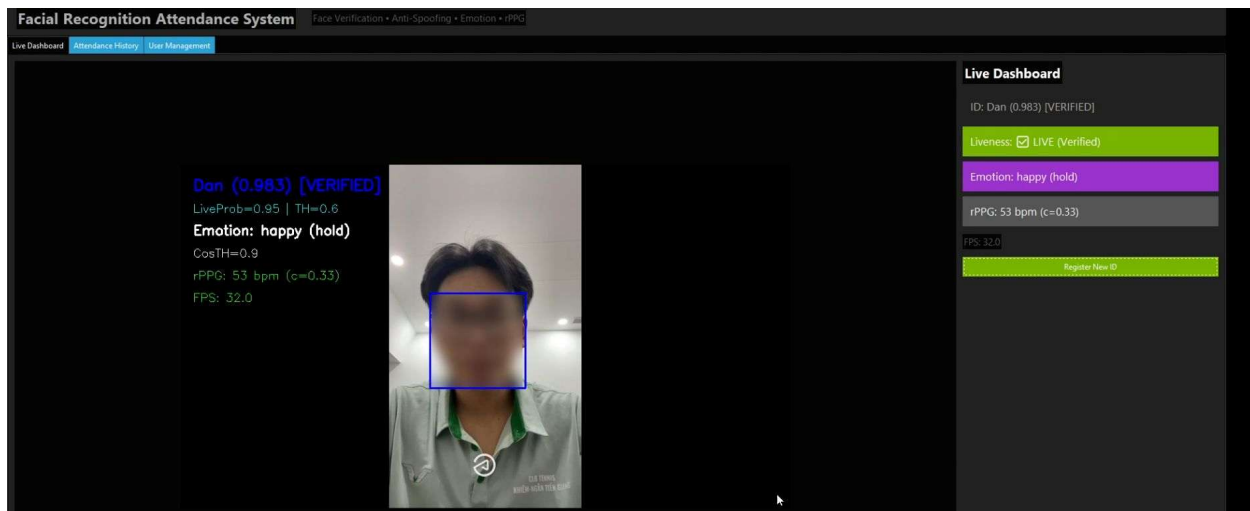 Facial Recognition Attendance System
Face Verification • Anti-Spoofing • Emotion • rPPG
Live Dashboard Attendance History User Management
Dan (0.983) [VERIFIED]
LiveProb=0.95 | TH=0.6
Emotion: happy (hold)
CosTH=0.9
rPPG: 53 bpm (c=0.33)
FPS: 32.0
Live Dashboard
ID: Dan (0.983) [VERIFIED]
Liveness: ☑ LIVE (Verified)
Emotion: happy (hold)
rPPG: 53 bpm (c=0.33)
FPS: 32.0
Register New ID